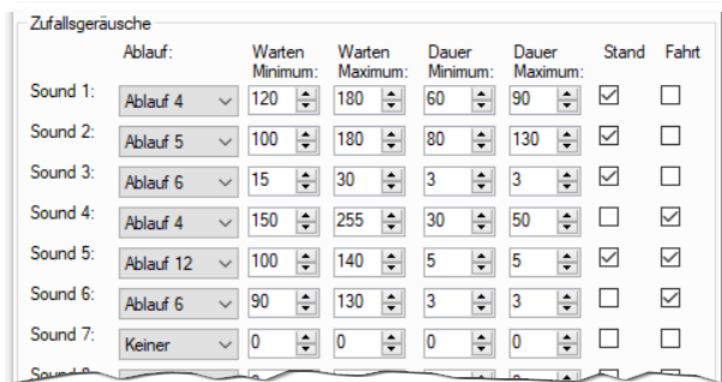 Zufallsgeräusche
Ablauf: Warten Minimum: Warten Maximum: Dauer Minimum: Dauer Maximum: Stand Fahrt
Sound 1: Ablauf 4 120 180 60 90
Sound 2: Ablauf 5 100 180 80 130
Sound 3: Ablauf 6 15 30 3 3
Sound 4: Ablauf 4 150 255 30 50
Sound 5: Ablauf 12 100 140 5 5
Sound 6: Ablauf 6 90 130 3 3
Sound 7: Keiner 0 0 0 0